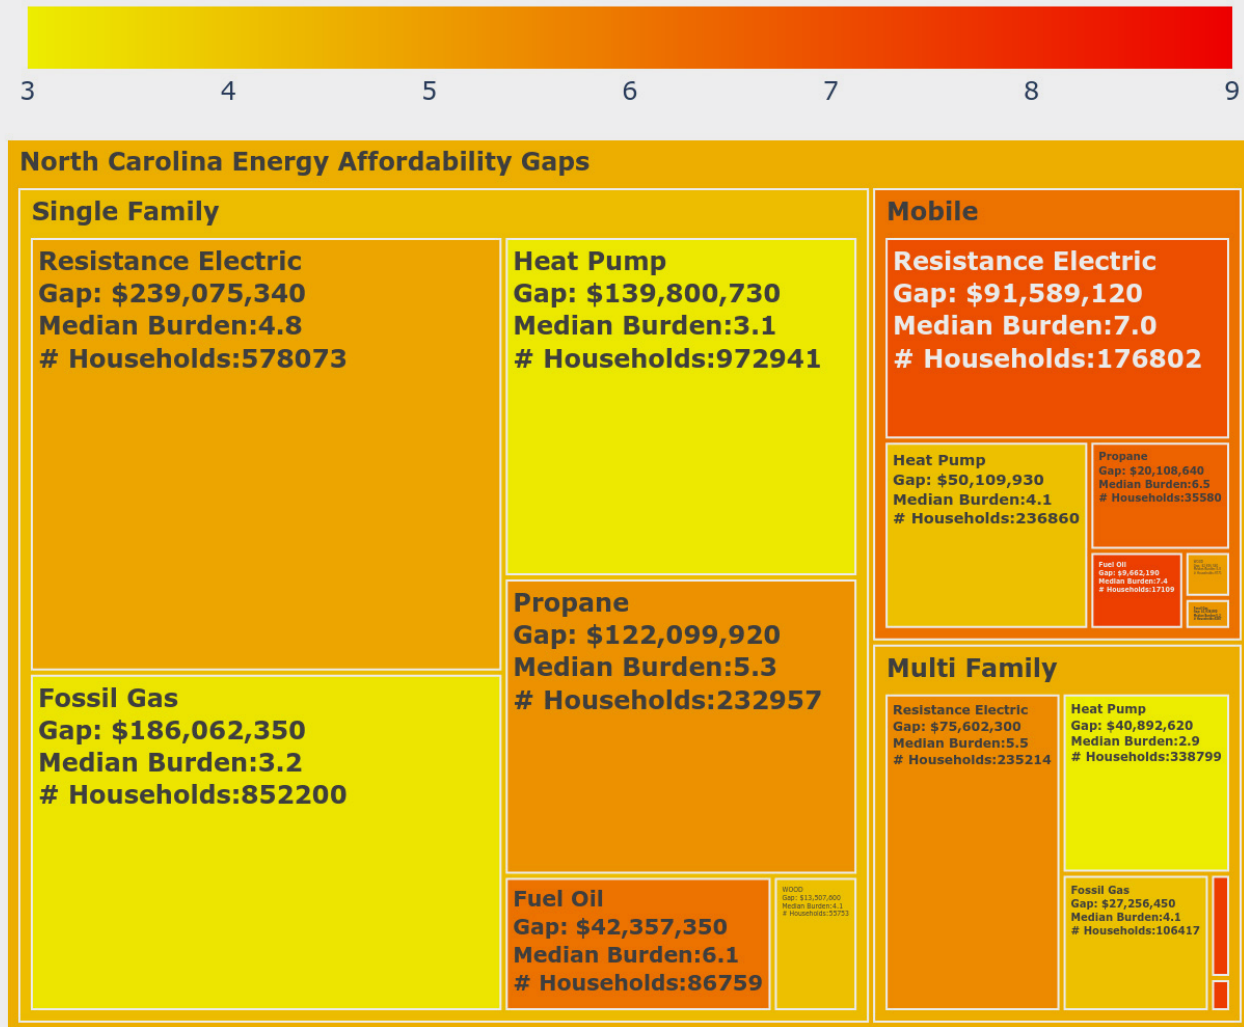 3 4 5 6 7 8 9
North Carolina Energy Affordability Gaps
Single Family
Resistance Electric
Gap: $239,075,340
Median Burden:4.8
# Households:578073
Heat Pump
Gap: $139,800,730
Median Burden:3.1
# Households:972941
Fossil Gas
Gap: $186,062,350
Median Burden:3.2
# Households:852200
Propane
Gap: $122,099,920
Median Burden:5.3
# Households:232957
Fuel Oil
Gap: $42,357,350
Median Burden:6.1
# Households:86759
WOOD
Gap: $13,507,600
Median Burden:4.1
# Households:55753
Mobile
Resistance Electric
Gap: $91,589,120
Median Burden:7.0
# Households:176802
Heat Pump
Gap: $50,109,930
Median Burden:4.1
# Households:236860
Propane
Gap: $20,108,640
Median Burden:6.5
# Households:35580
Fuel Oil
Gap: $9,662,190
Median Burden:7.4
# Households:17109
Multi Family
Resistance Electric
Gap: $75,602,300
Median Burden:5.5
# Households:235214
Heat Pump
Gap: $40,892,620
Median Burden:2.9
# Households:338799
Fossil Gas
Gap: $27,256,450
Median Burden:4.1
# Households:106417